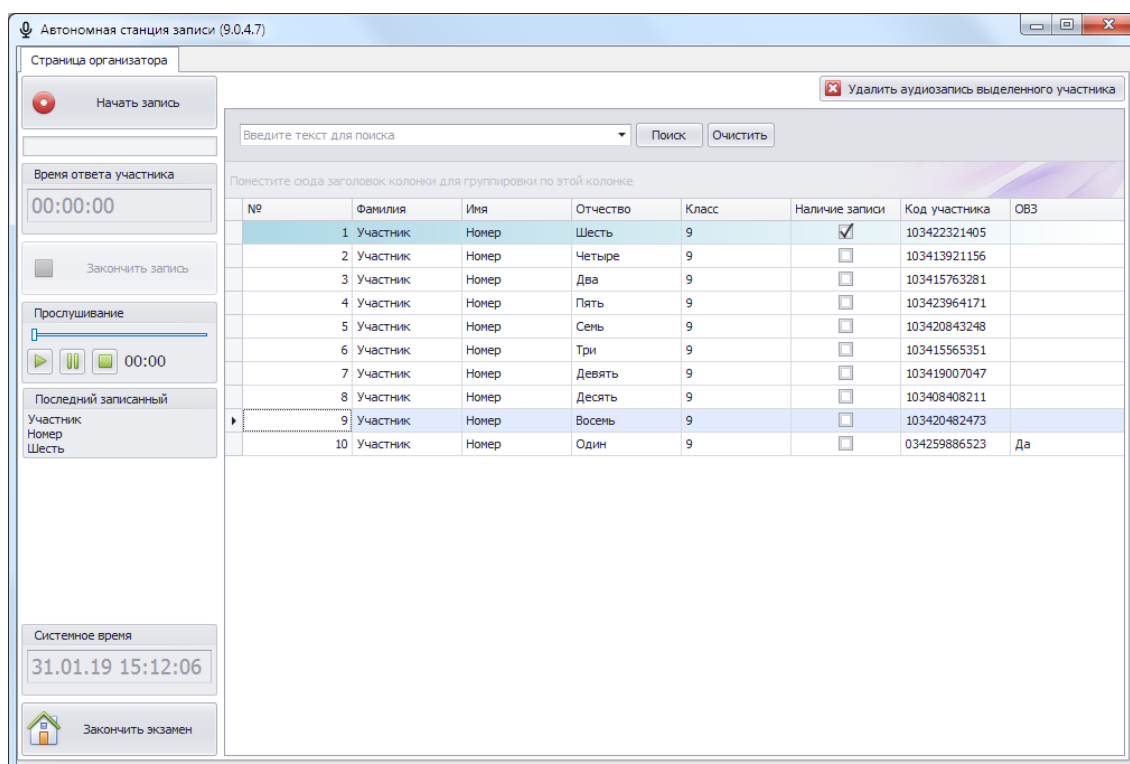 Автономная станция записи (9.0.4.7)
Страница организатора
Начать запись
Удалить аудиозапись выделенного участника
Введите текст для поиска Поиск Очистить
Время ответа участника
00:00:00
Поместите сюда заголовок колонки для группировки по этой колонке
№ Фамилия Имя Отчество Класс Наличие записи Код участника ОВЗ
1 Участник Номер Шесть 9 103422321405
2 Участник Номер Четыре 9 103413921156
3 Участник Номер Два 9 103415763281
4 Участник Номер Пять 9 103423964171
5 Участник Номер Семь 9 103420843248
6 Участник Номер Три 9 103415565351
7 Участник Номер Девять 9 103419007047
8 Участник Номер Десять 9 103408408211
9 Участник Номер Восемь 9 103420482473
10 Участник Номер Один 9 034259886523 Да
Закончить запись
Прослушивание
00:00
Последний записанный
Участник
Номер
Шесть
Системное время
31.01.19 15:12:06
Закончить экзамен